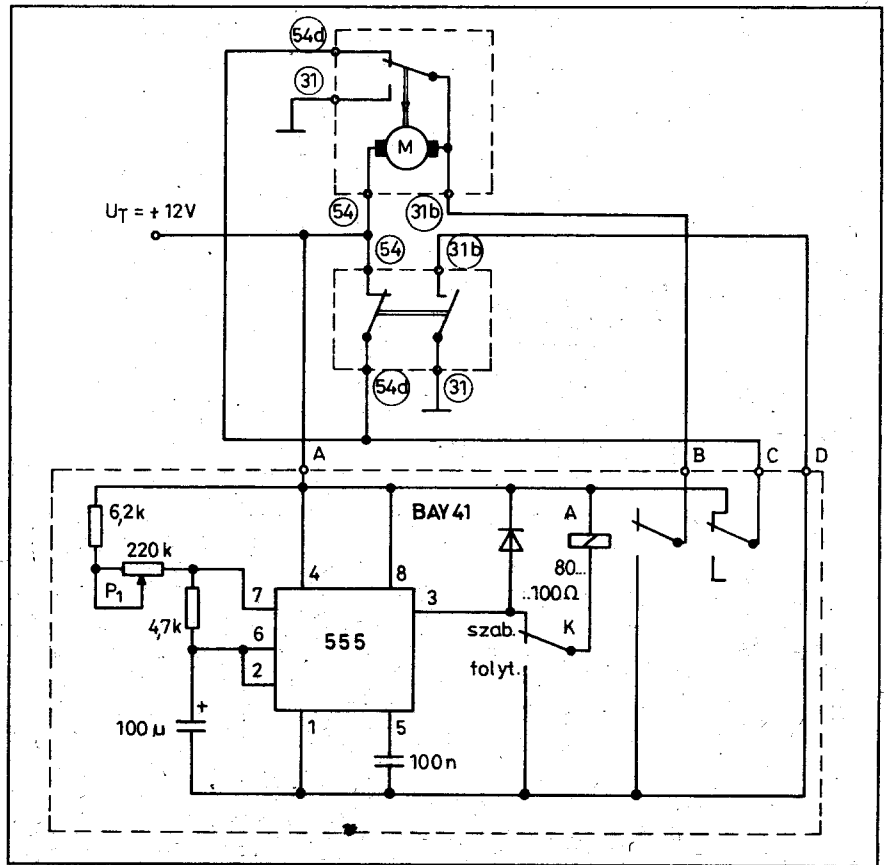 54d
31
M
U_T = + 12V
54
31b
54
31b
54d
31
A
B
C
D
6,2k
BAY 41
A
220 k
80...
..100Ω
P1
4
8
7
3
4,7k
6
555
szab.
K
2
folyt.
+
100 μ
1
5
100 n